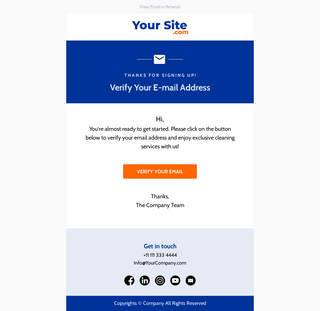 View Email in Browser
Your Site
.com
THANKS FOR SIGNING UP!
Verify Your E-mail Address
Hi,
You're almost ready to get started. Please click on the button
below to verify your email address and enjoy exclusive cleaning
services with us!
VERIFY YOUR EMAIL
Thanks,
The Company Team
Get in touch
+11 111 333 4444
Info@YourCompany.com
Copyrights © Company All Rights Reserved